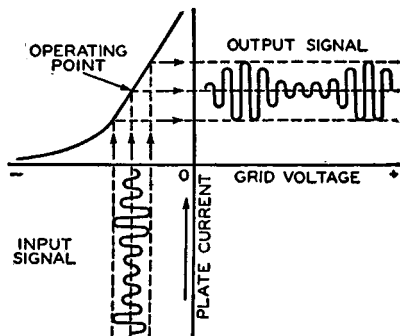 OPERATING
POINT
OUTPUT SIGNAL
−
0
GRID VOLTAGE
+
INPUT
SIGNAL
PLATE CURRENT